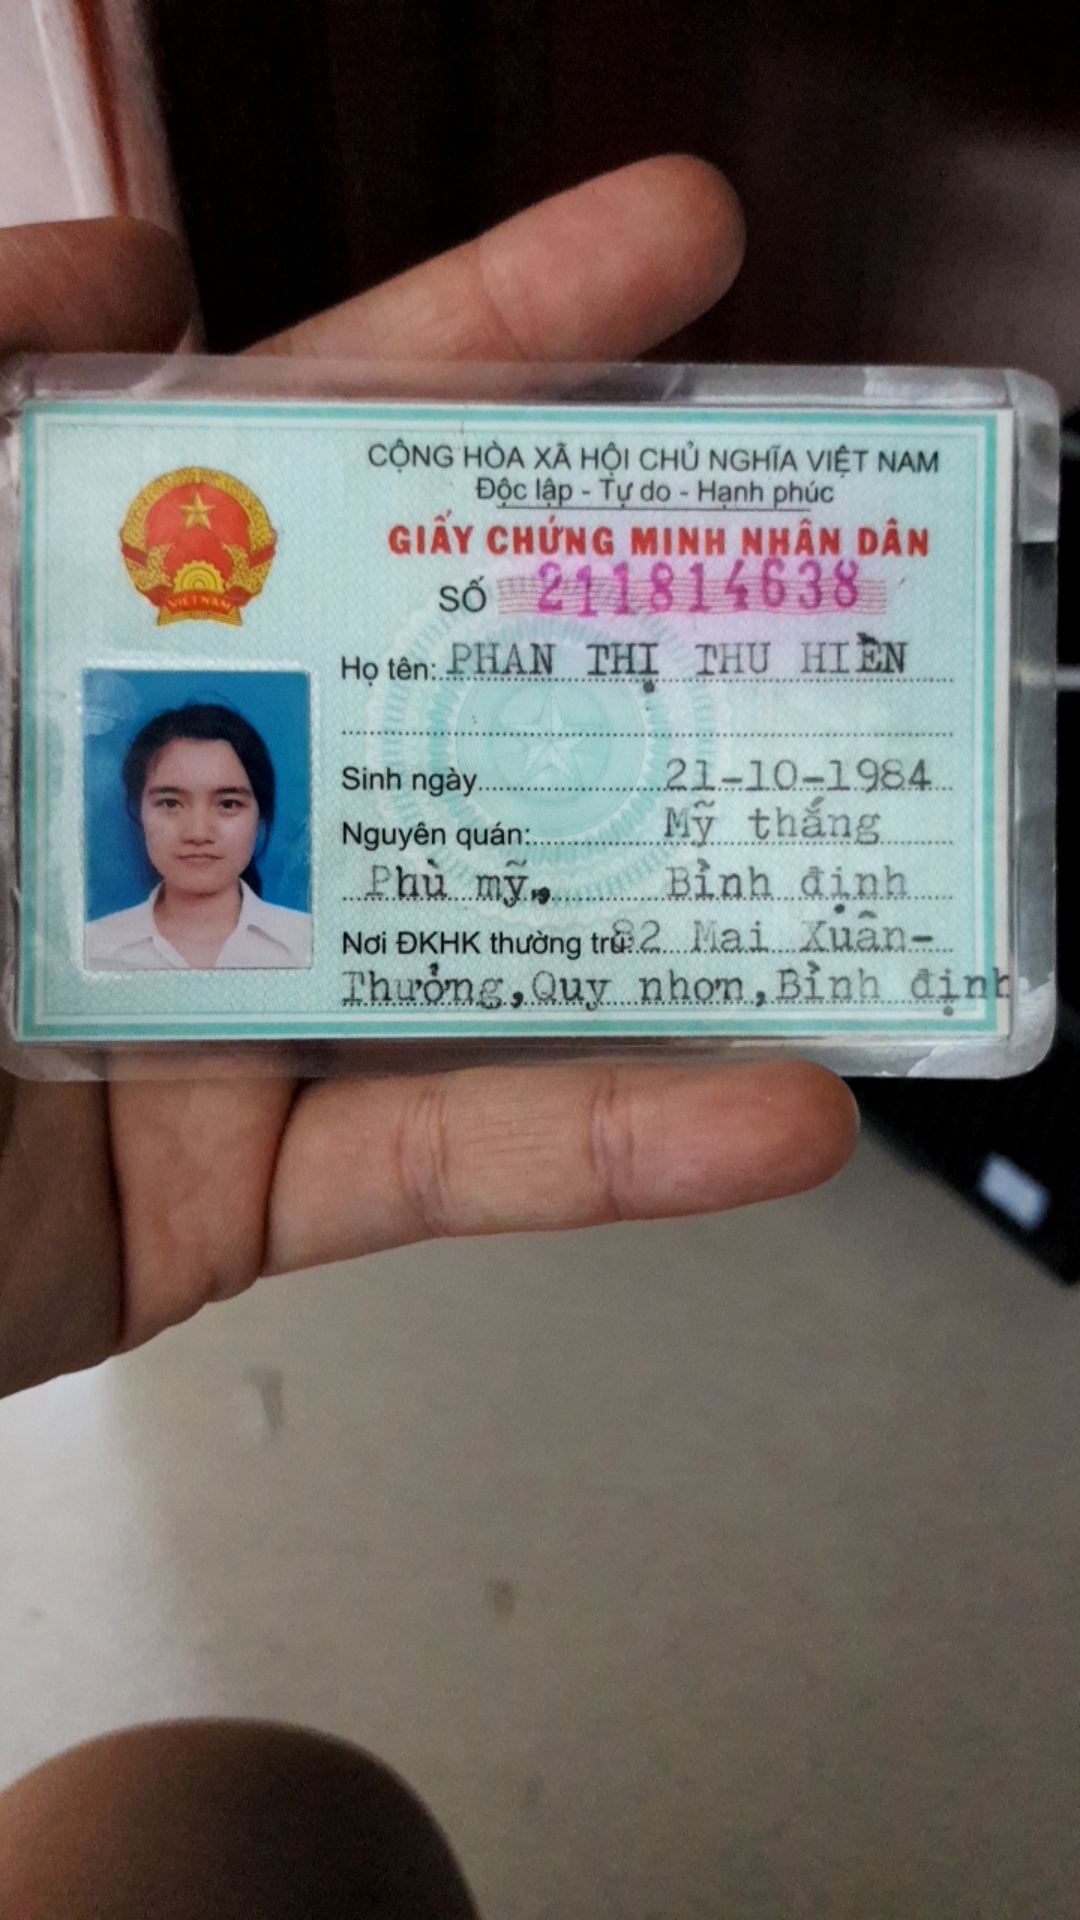 CỘNG HÒA XÃ HỘI CHỦ NGHĨA VIỆT NAM
Độc lập - Tự do - Hạnh phúc
GIẤY CHỨNG MINH NHÂN DÂN
SỐ 211814638
Họ tên: PHAN THỊ THU HIỀN
Sinh ngày 21-10-1984
Nguyên quán: Mỹ thắng
Phù mỹ,, Bình định
Nơi ĐKHK thường trú: 82 Mai Xuân-
Thưởng,Quy nhơn,Bình định
VIỆT NAM